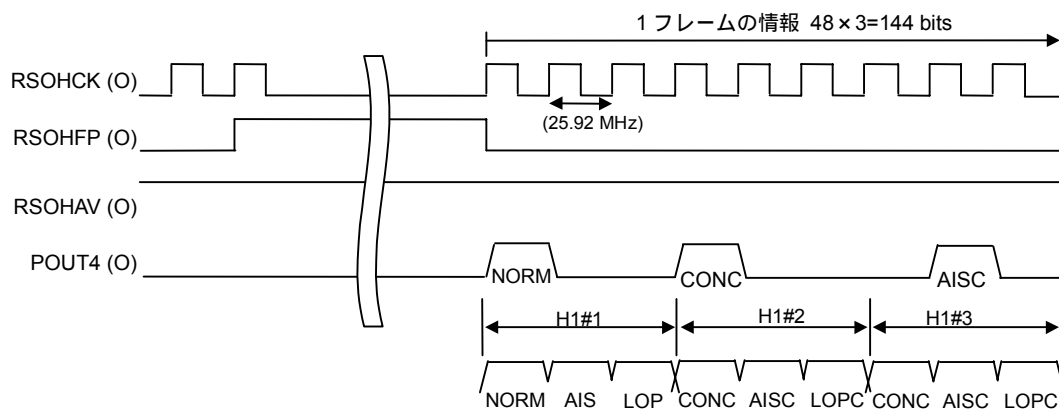 1 フレームの情報 48×3=144 bits
RSOHCK (O)
(25.92 MHz)
RSOHFP (O)
RSOHAV (O)
POUT4 (O)
NORM CONC AISC
H1#1 H1#2 H1#3
NORM AIS LOP CONC AISC LOPC CONC AISC LOPC